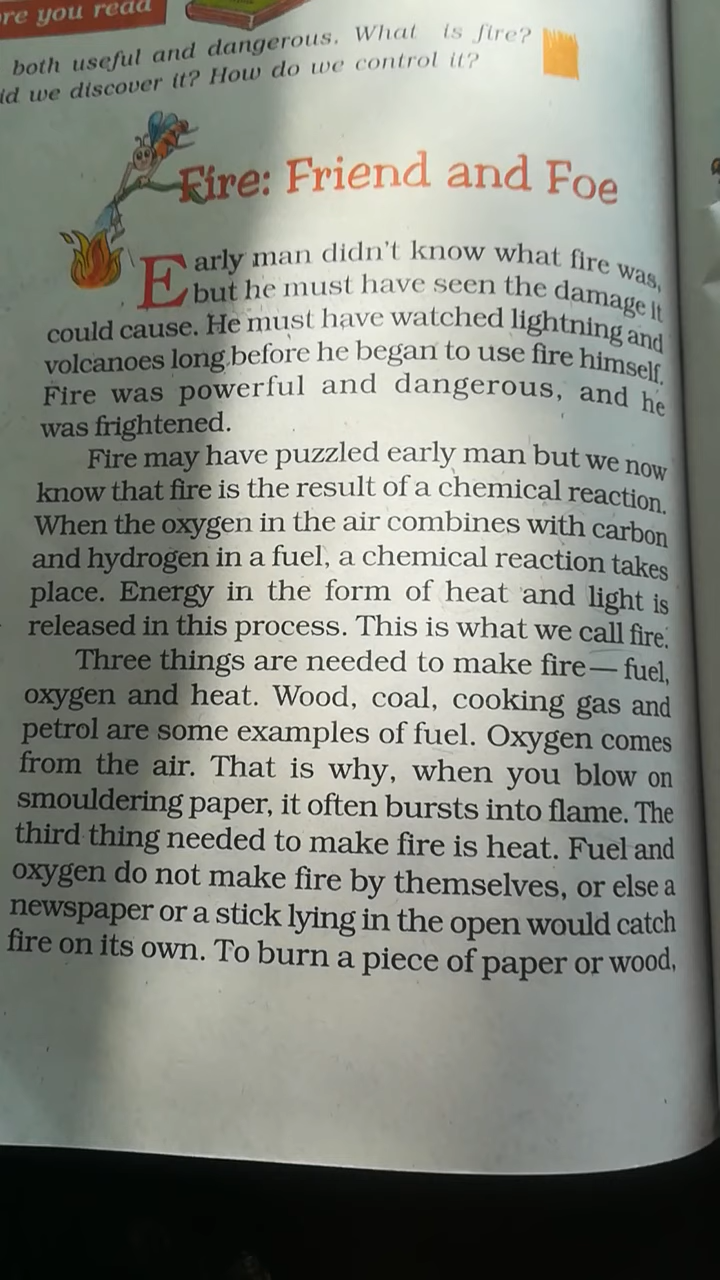 re you read
both useful and dangerous. What is fire?
id we discover it? How do we control it?
Fire: Friend and Foe
Early man didn't know what fire was,
but he must have seen the damage it
could cause. He must have watched lightning and
volcanoes long before he began to use fire himself.
Fire was powerful and dangerous, and he
was frightened.
Fire may have puzzled early man but we now
know that fire is the result of a chemical reaction.
When the oxygen in the air combines with carbon
and hydrogen in a fuel, a chemical reaction takes
place. Energy in the form of heat and light is
released in this process. This is what we call fire.
Three things are needed to make fire — fuel,
oxygen and heat. Wood, coal, cooking gas and
petrol are some examples of fuel. Oxygen comes
from the air. That is why, when you blow on
smouldering paper, it often bursts into flame. The
third thing needed to make fire is heat. Fuel and
oxygen do not make fire by themselves, or else a
newspaper or a stick lying in the open would catch
fire on its own. To burn a piece of paper or wood,